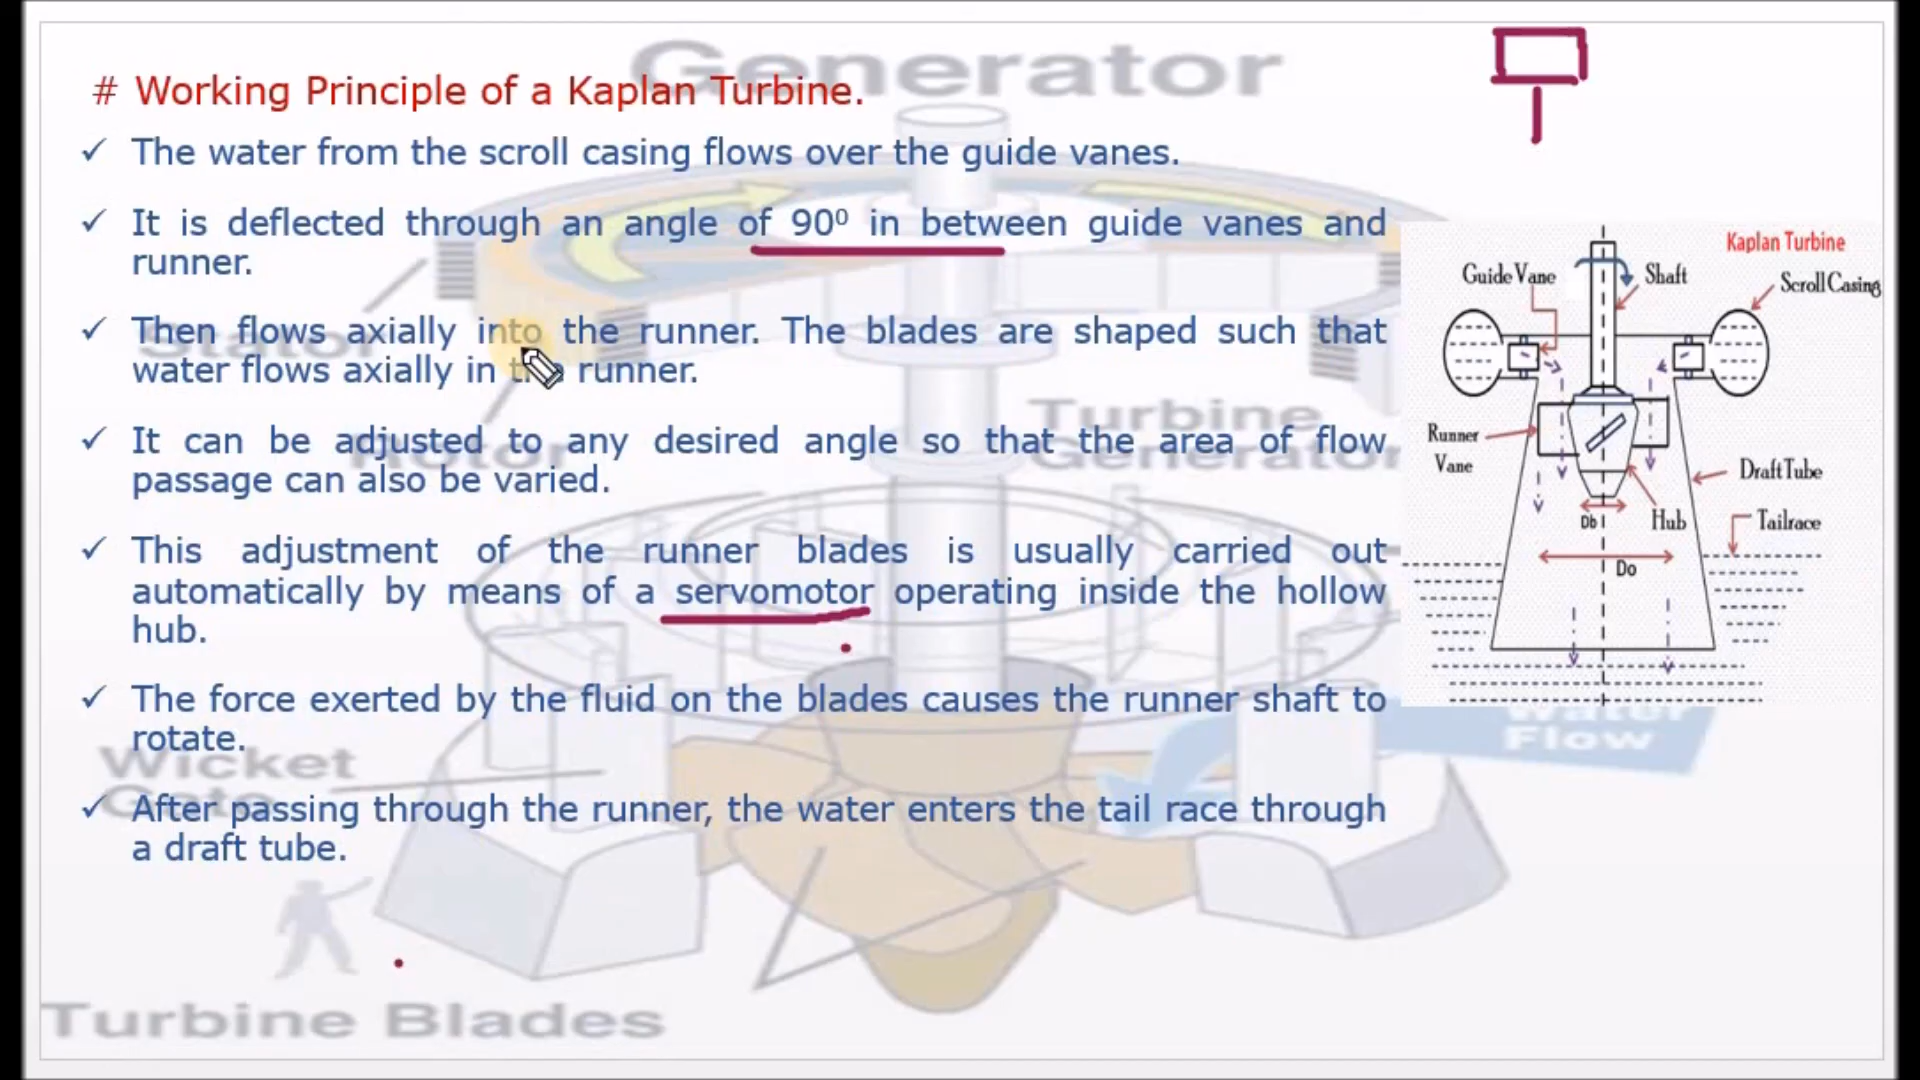 Generator
# Working Principle of a Kaplan Turbine.
✓ The water from the scroll casing flows over the guide vanes.
✓ It is deflected through an angle of 90⁰ in between guide vanes and
runner.
✓ Then flows axially into the runner. The blades are shaped such that
water flows axially in the runner.
✓ It can be adjusted to any desired angle so that the area of flow
passage can also be varied.
✓ This adjustment of the runner blades is usually carried out
automatically by means of a servomotor operating inside the hollow
hub.
✓ The force exerted by the fluid on the blades causes the runner shaft to
rotate.
✓ After passing through the runner, the water enters the tail race through
a draft tube.
Stator
Rotor
Turbine
Generator
Wicket
Gate
Water
Flow
Turbine Blades
Kaplan Turbine
Guide Vane
Shaft
Scroll Casing
Runner
Vane
Draft Tube
Db
Hub
Tailrace
Do